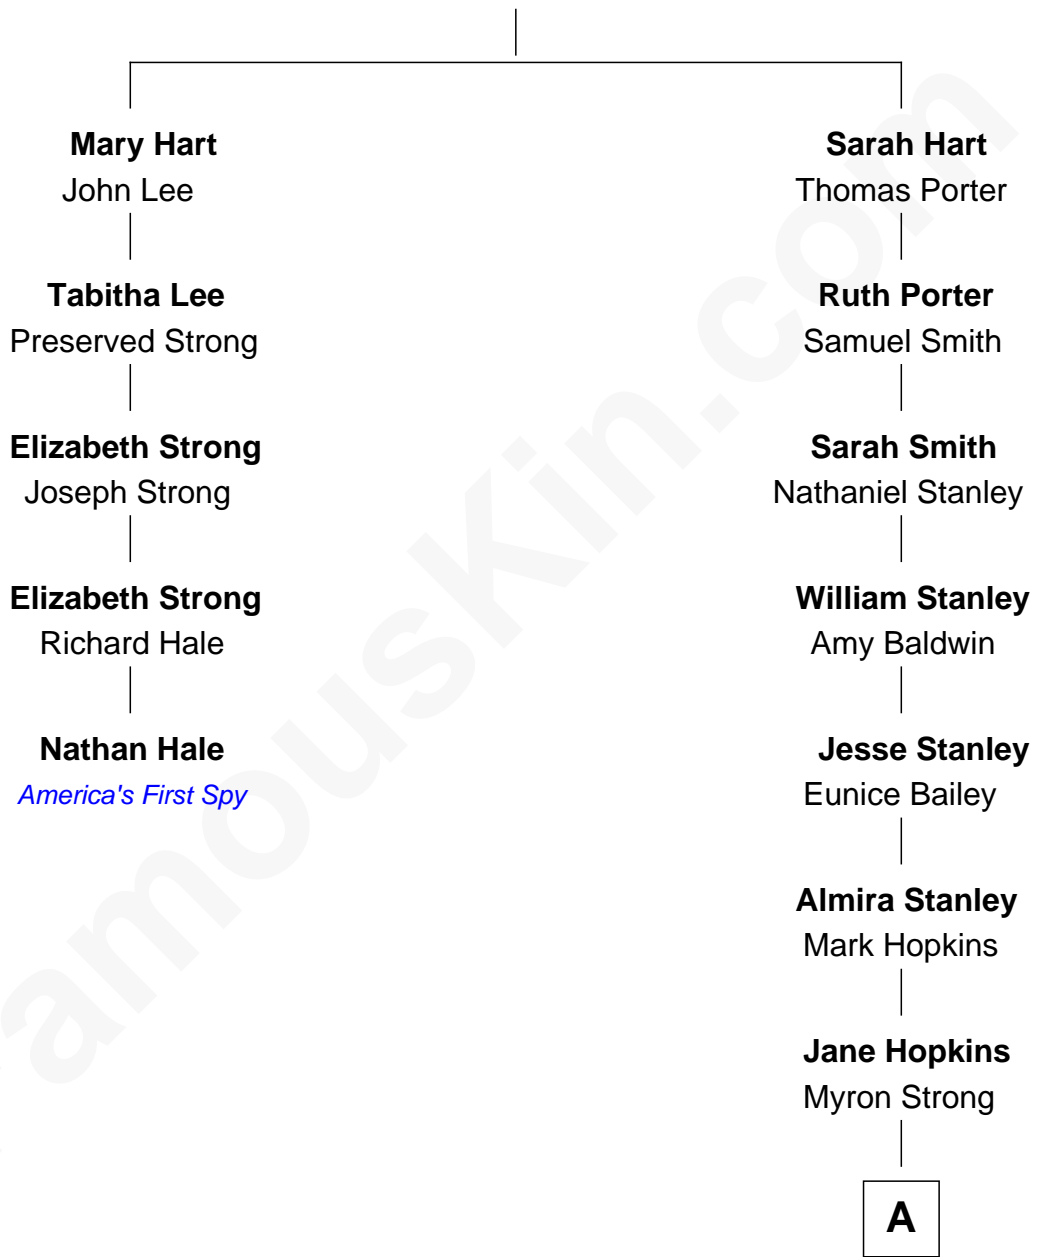 Mary Hart
John Lee
Tabitha Lee
Preserved Strong
Elizabeth Strong
Joseph Strong
Elizabeth Strong
Richard Hale
Nathan Hale
America's First Spy
Sarah Hart
Thomas Porter
Ruth Porter
Samuel Smith
Sarah Smith
Nathaniel Stanley
William Stanley
Amy Baldwin
Jesse Stanley
Eunice Bailey
Almira Stanley
Mark Hopkins
Jane Hopkins
Myron Strong
A
amousKin.com